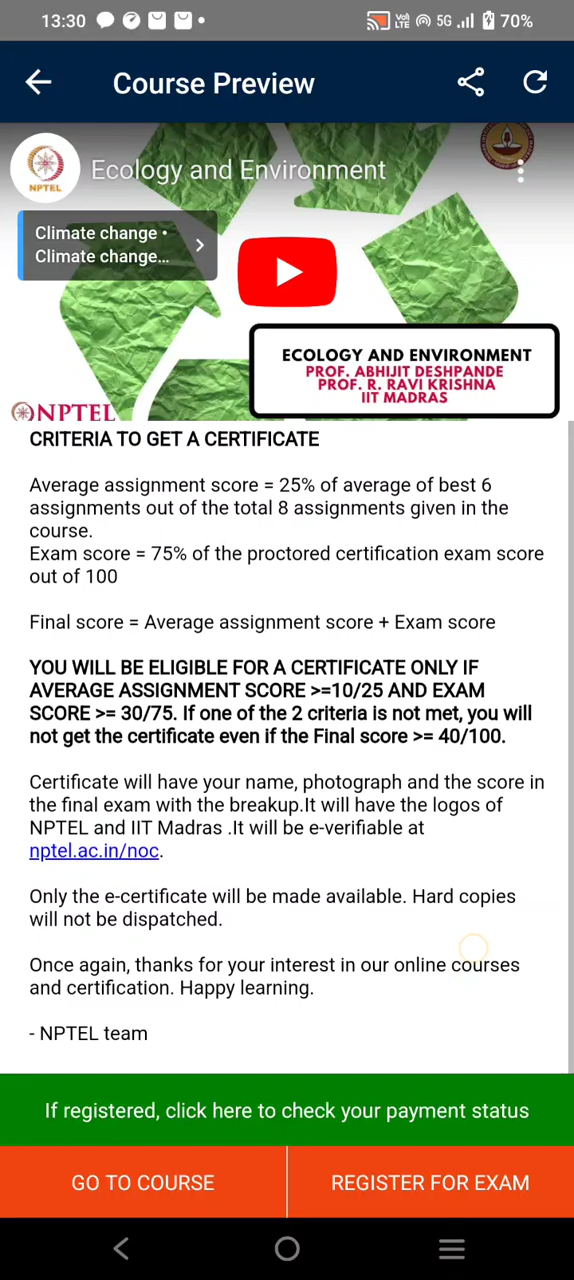 13:30
Vo)
LTE
5G
70%
Course Preview
NPTEL
Ecology and Environment
Climate change •
Climate change...
ECOLOGY AND ENVIRONMENT
PROF. ABHIJIT DESHPANDE
PROF. R. RAVI KRISHNA
IIT MADRAS
NPTEL
CRITERIA TO GET A CERTIFICATE
Average assignment score = 25% of average of best 6
assignments out of the total 8 assignments given in the
course.
Exam score = 75% of the proctored certification exam score
out of 100
Final score = Average assignment score + Exam score
YOU WILL BE ELIGIBLE FOR A CERTIFICATE ONLY IF
AVERAGE ASSIGNMENT SCORE >=10/25 AND EXAM
SCORE >= 30/75. If one of the 2 criteria is not met, you will
not get the certificate even if the Final score >= 40/100.
Certificate will have your name, photograph and the score in
the final exam with the breakup.It will have the logos of
NPTEL and IIT Madras .It will be e-verifiable at
nptel.ac.in/noc.
Only the e-certificate will be made available. Hard copies
will not be dispatched.
Once again, thanks for your interest in our online courses
and certification. Happy learning.
- NPTEL team
If registered, click here to check your payment status
GO TO COURSE
REGISTER FOR EXAM